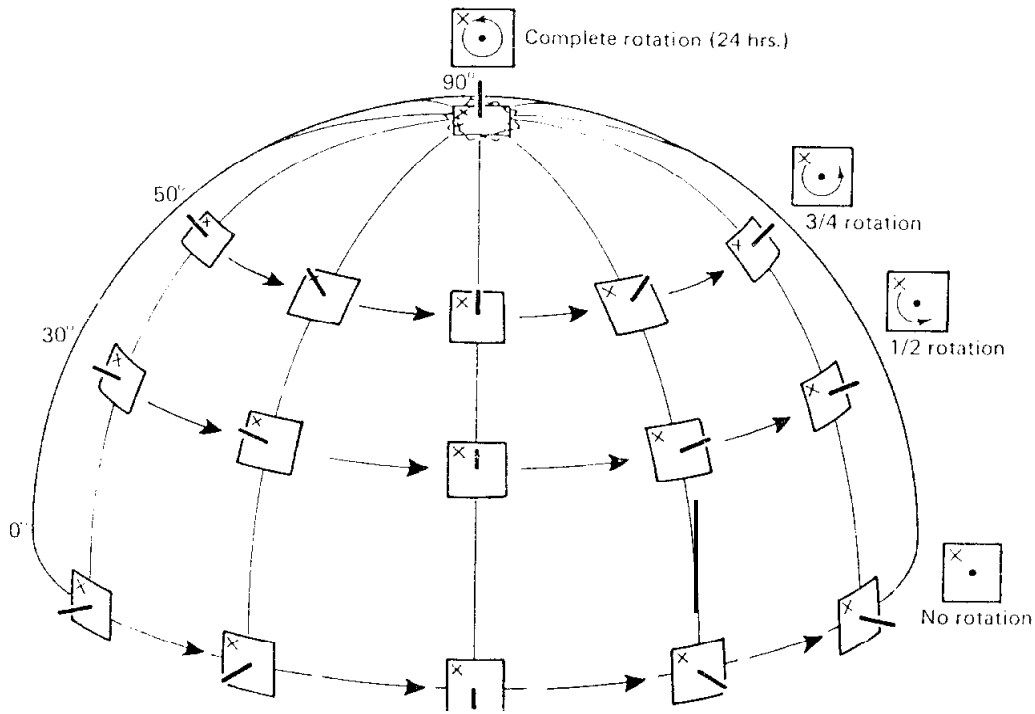 Complete rotation (24 hrs.)
90°
50°
3/4 rotation
30°
1/2 rotation
0°
No rotation